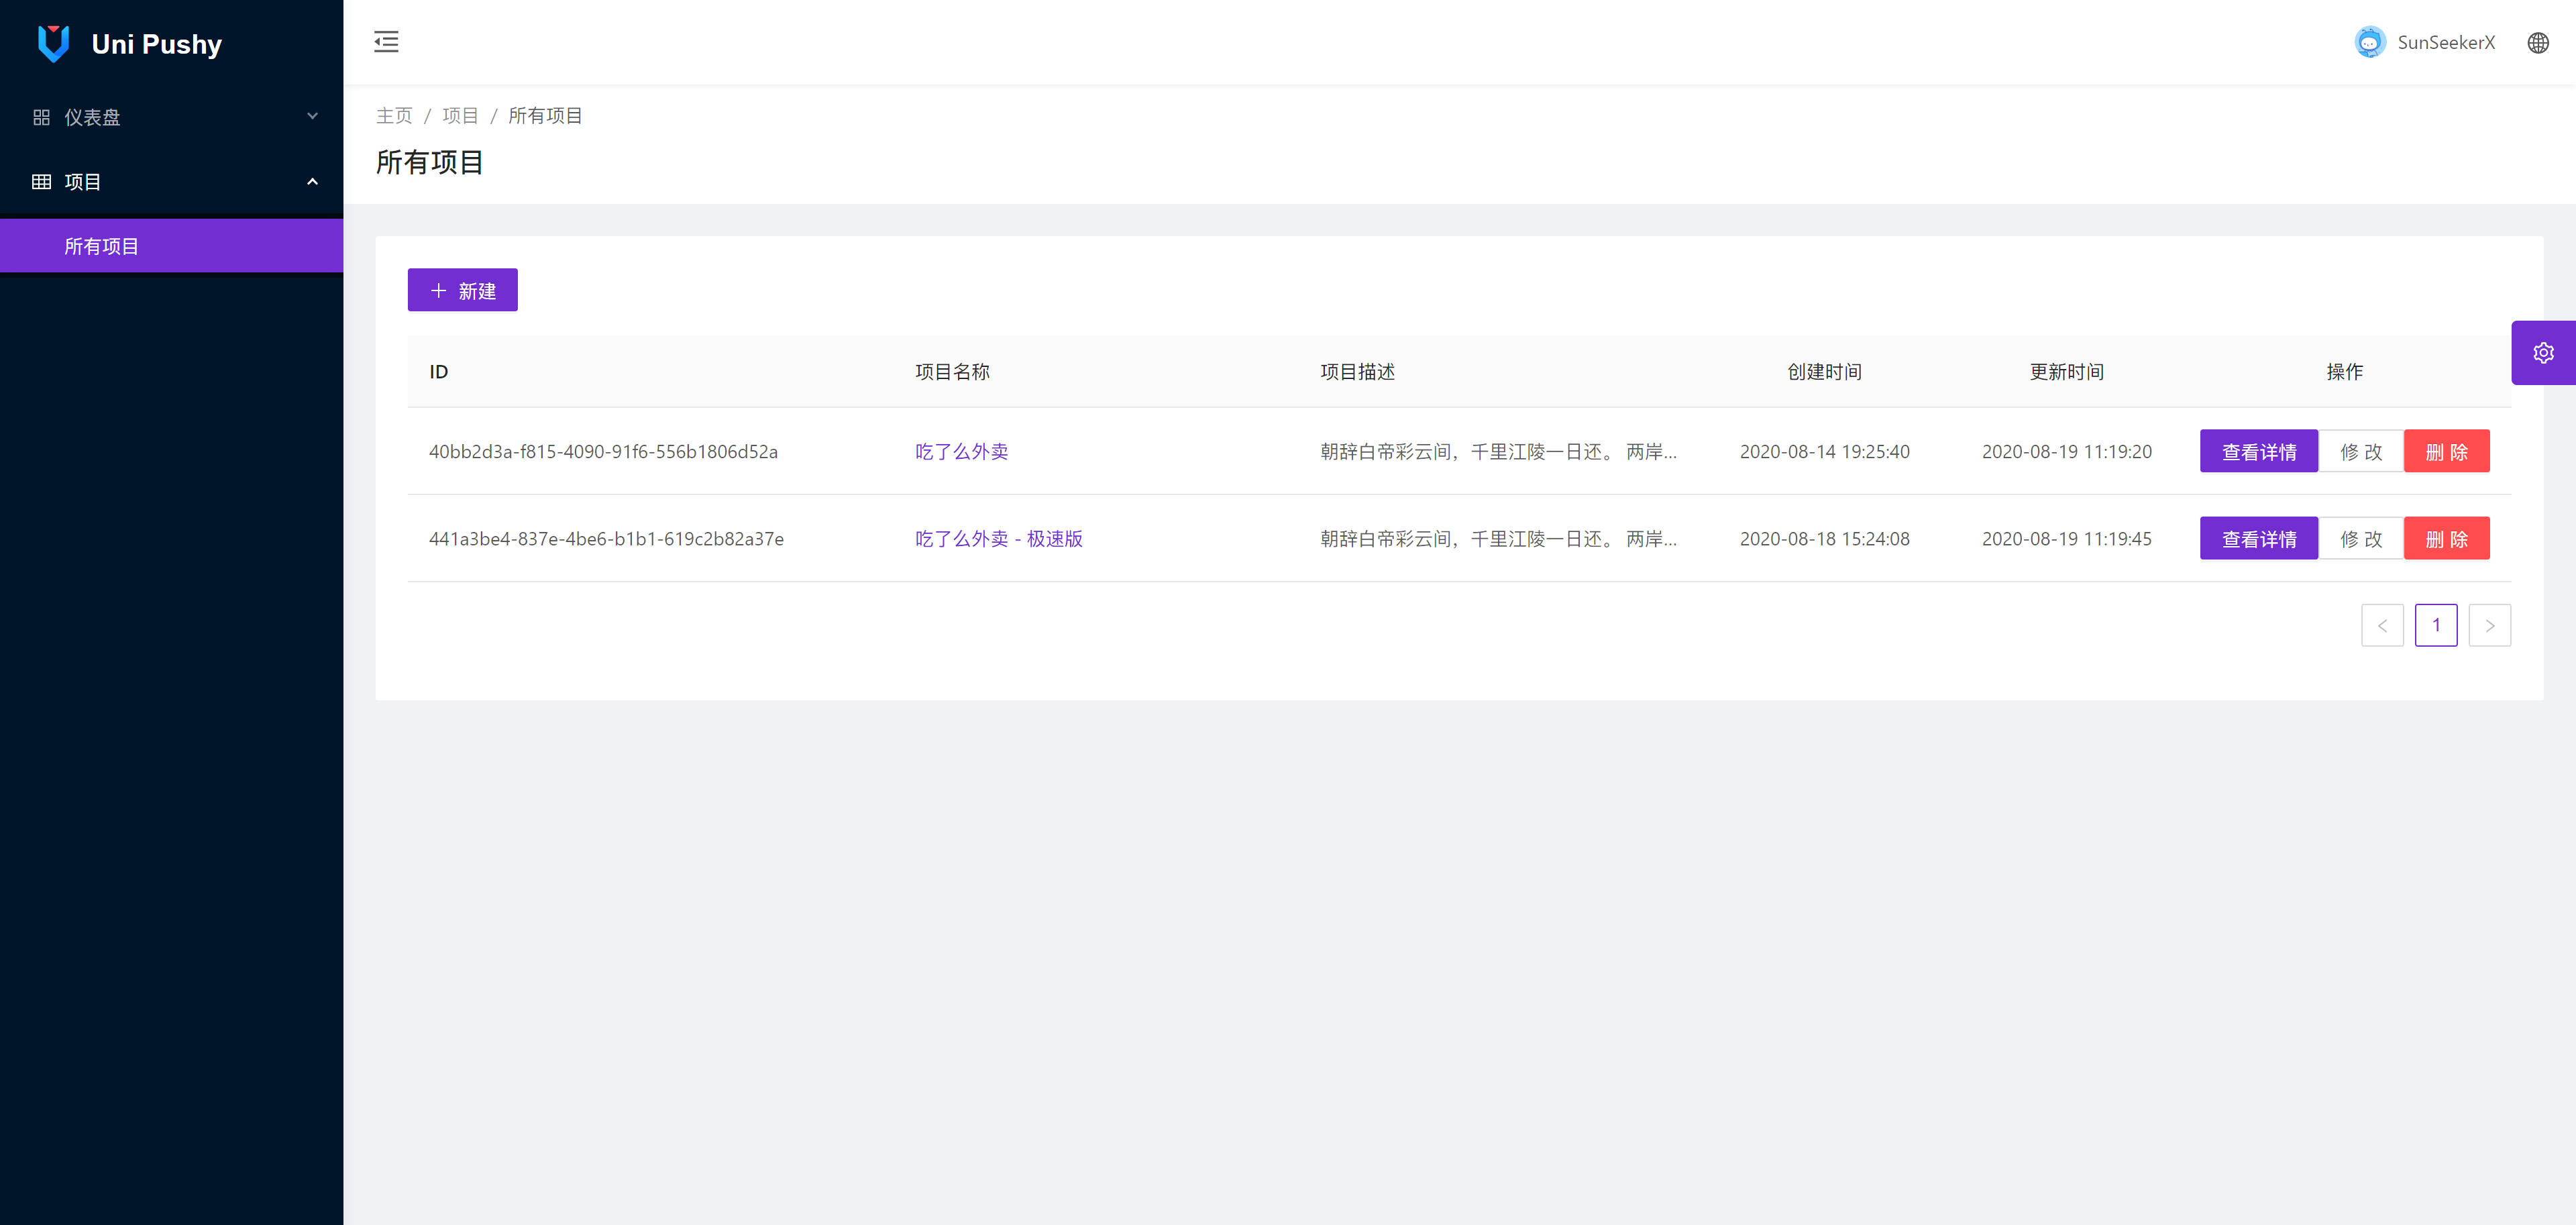 Uni Pushy
SunSeekerX
仪表盘
项目
所有项目
主页 / 项目 / 所有项目
所有项目
新建
ID 项目名称 项目描述 创建时间 更新时间 操作
40bb2d3a-f815-4090-91f6-556b1806d52a 吃了么外卖 朝辞白帝彩云间，千里江陵一日还。 两岸... 2020-08-14 19:25:40 2020-08-19 11:19:20 查看详情 修 改 删 除
441a3be4-837e-4be6-b1b1-619c2b82a37e 吃了么外卖 - 极速版 朝辞白帝彩云间，千里江陵一日还。 两岸... 2020-08-18 15:24:08 2020-08-19 11:19:45 查看详情 修 改 删 除
1